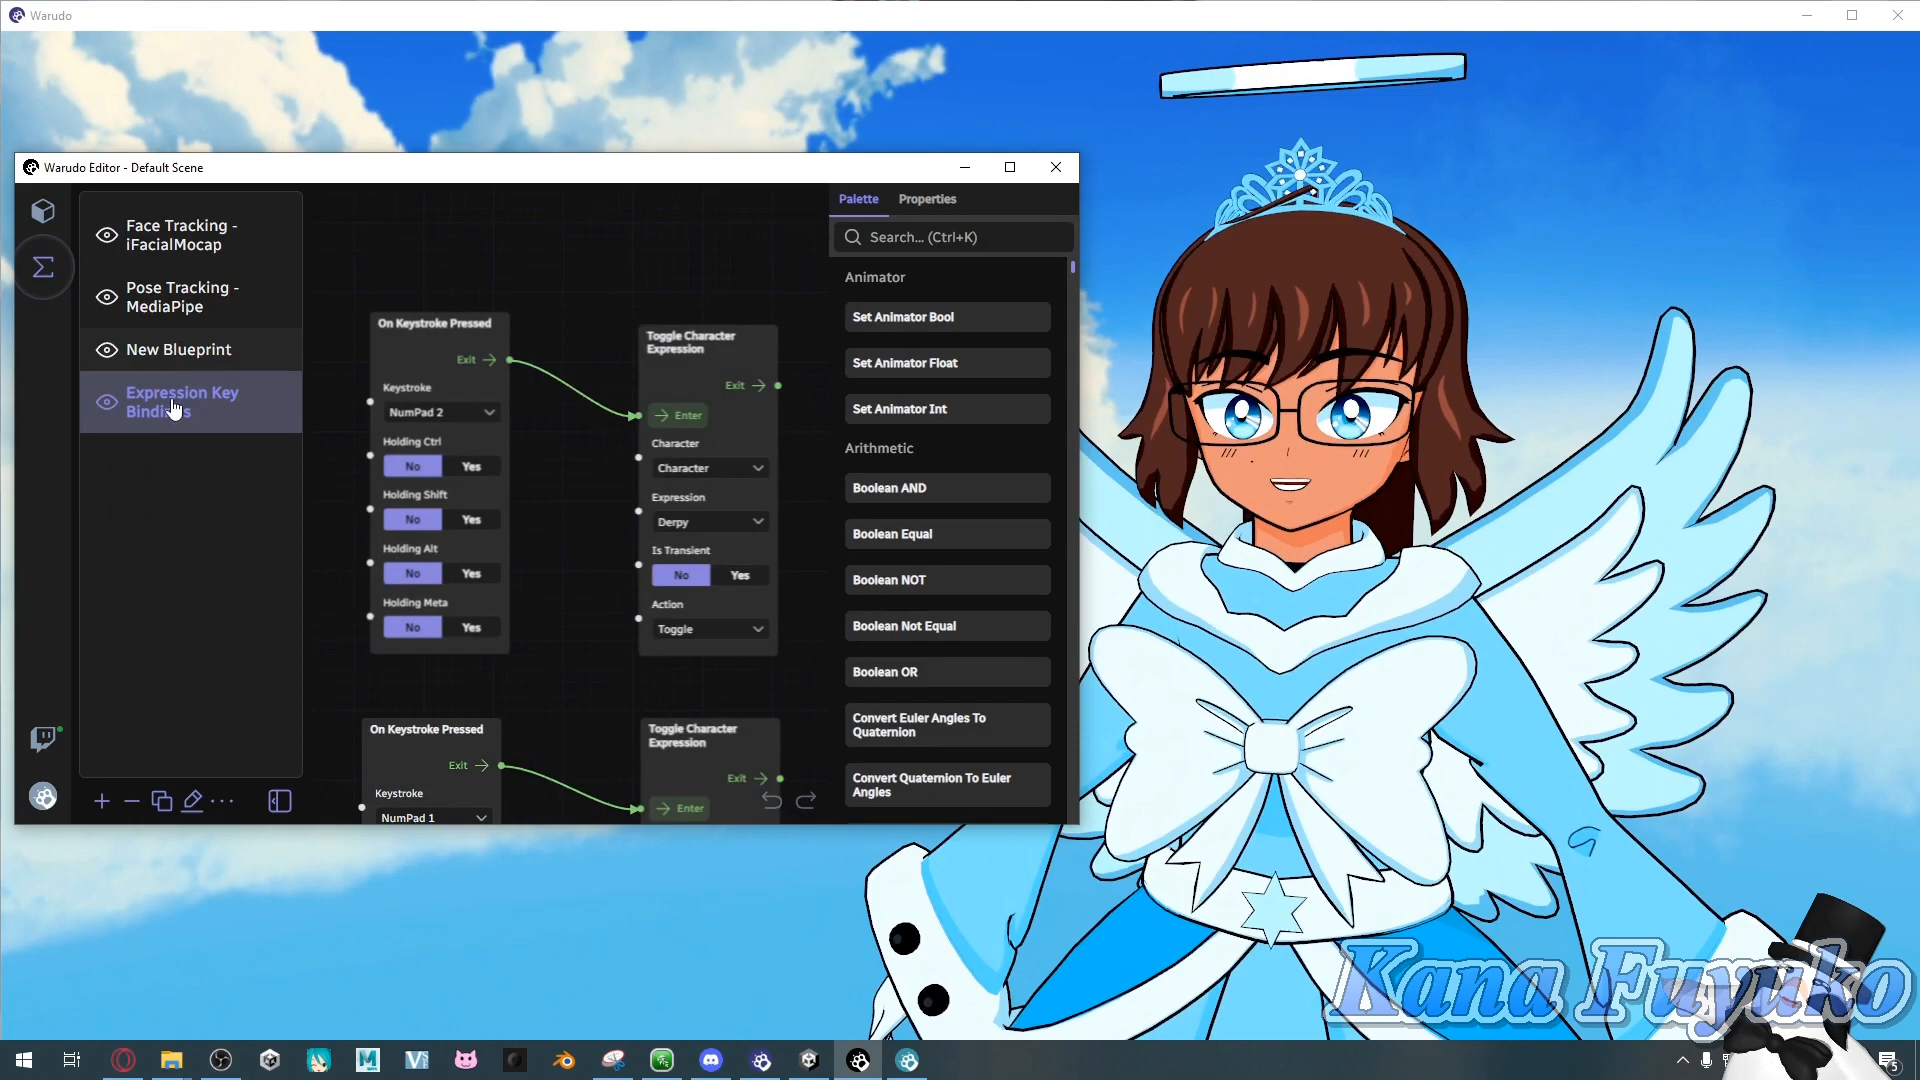 Warudo
Warudo Editor - Default Scene
Face Tracking -
iFacialMocap
Pose Tracking -
MediaPipe
New Blueprint
Expression Key
Bindings
On Keystroke Pressed
Exit
Keystroke
NumPad 2
Holding Ctrl
No Yes
Holding Shift
No Yes
Holding Alt
No Yes
Holding Meta
No Yes
Toggle Character
Expression
Exit
Enter
Character
Character
Expression
Derpy
Is Transient
No Yes
Action
Toggle
On Keystroke Pressed
Exit
Keystroke
NumPad 1
Toggle Character
Expression
Exit
Enter
Palette Properties
Search... (Ctrl+K)
Animator
Set Animator Bool
Set Animator Float
Set Animator Int
Arithmetic
Boolean AND
Boolean Equal
Boolean NOT
Boolean Not Equal
Boolean OR
Convert Euler Angles To
Quaternion
Convert Quaternion To Euler
Angles
Kana Fuyuko
5